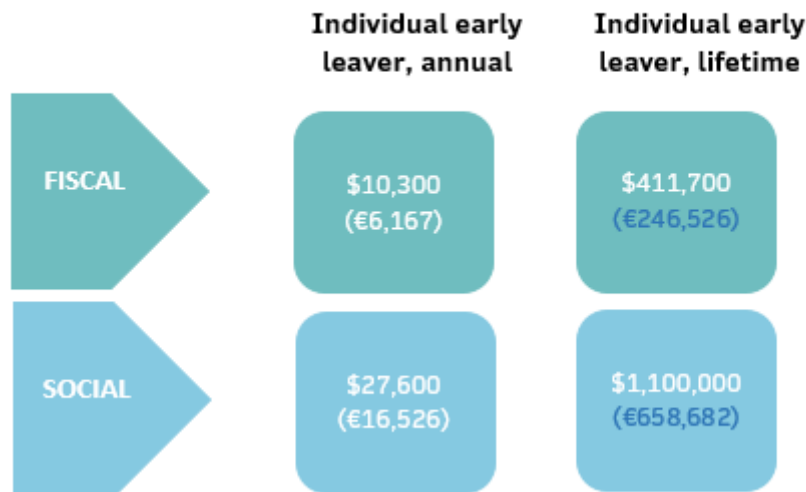 Individual early
leaver, annual
Individual early
leaver, lifetime
FISCAL
$10,300
(€6,167)
$411,700
(€246,526)
SOCIAL
$27,600
(€16,526)
$1,100,000
(€658,682)